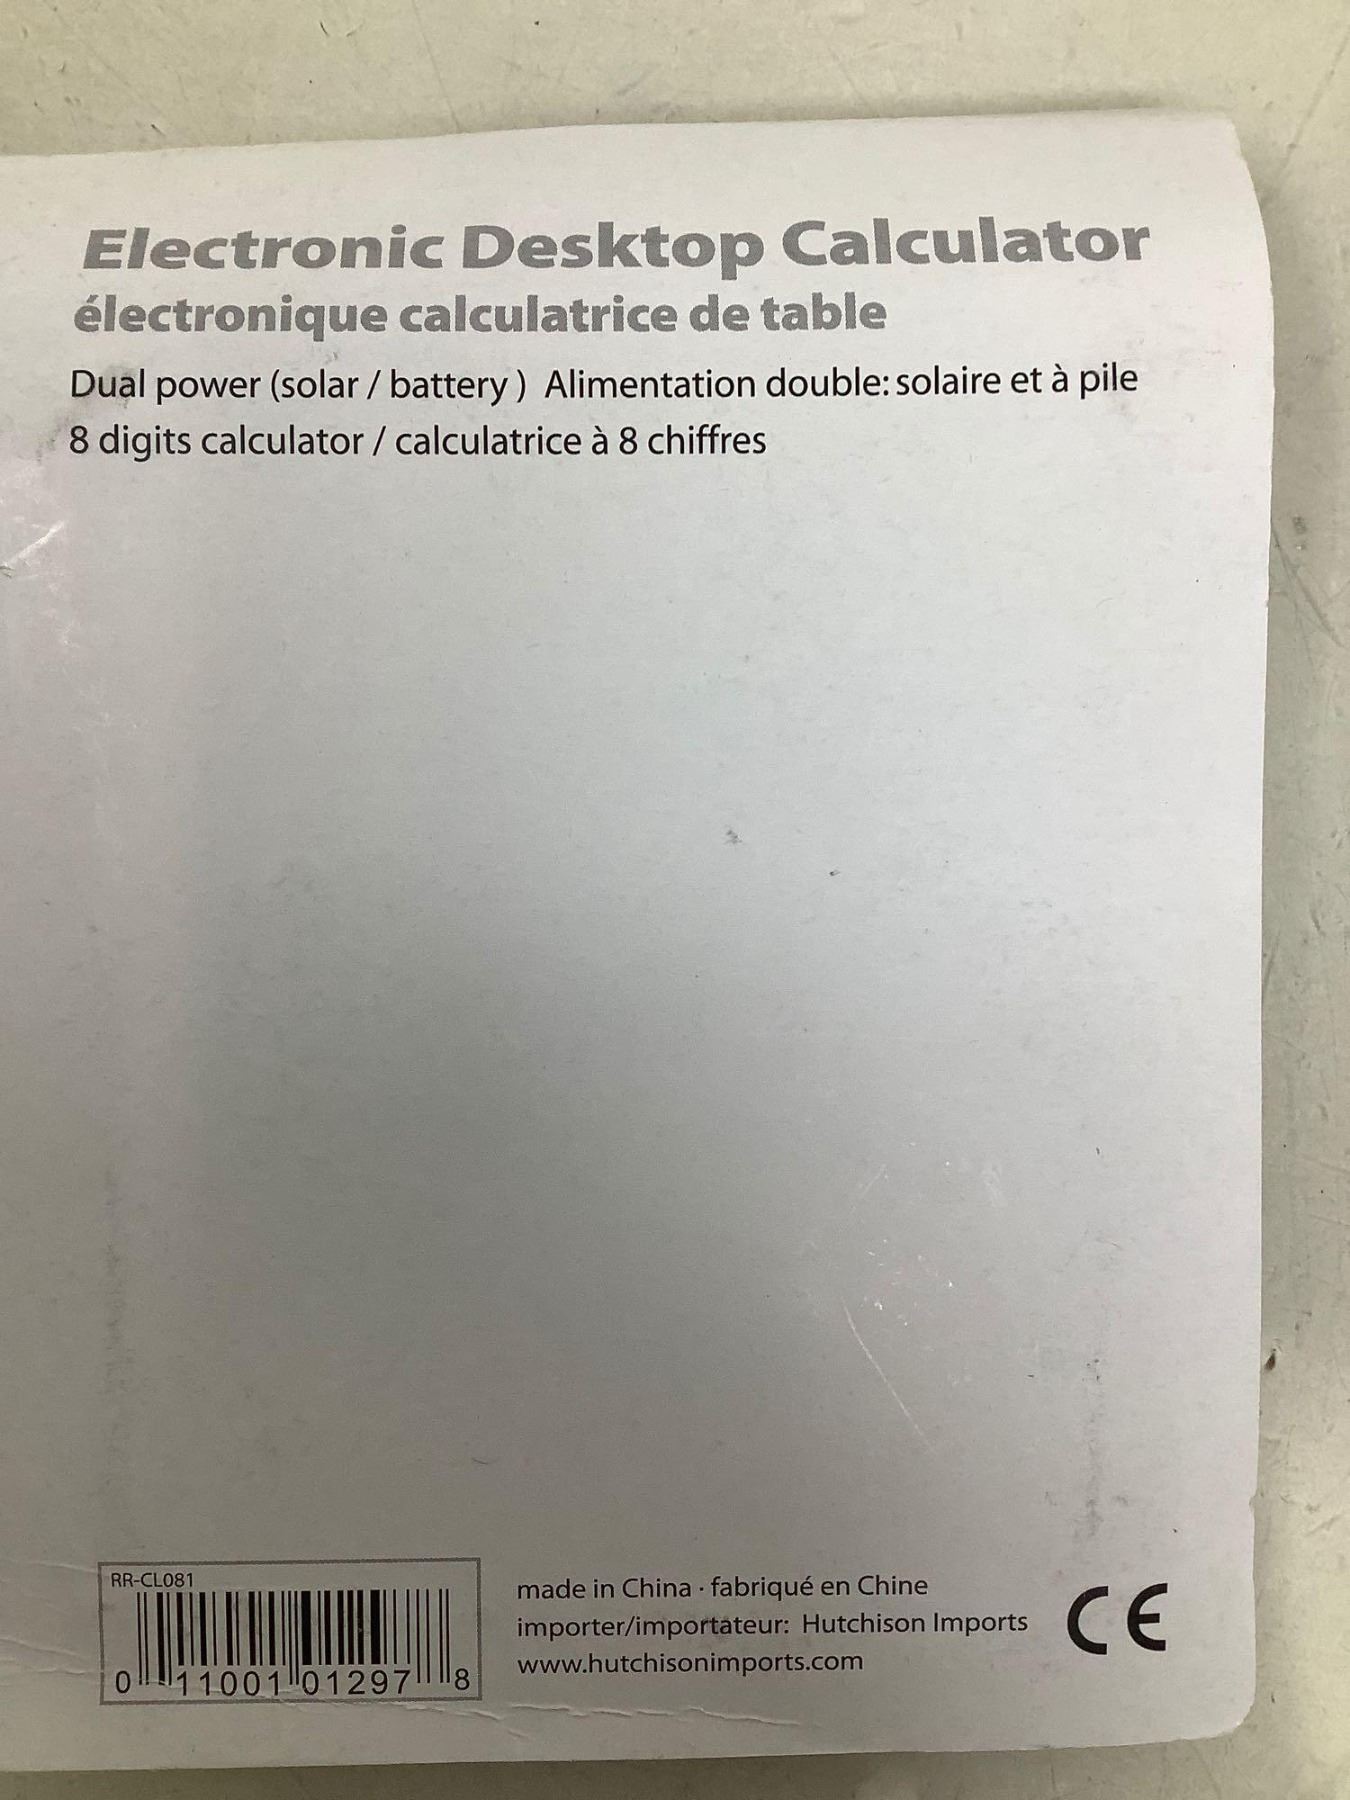 Electronic Desktop Calculator
électronique calculatrice de table
Dual power (solar / battery ) Alimentation double: solaire et à pile
8 digits calculator / calculatrice à 8 chiffres
RR-CL081
0 11001 01297 8
made in China · fabriqué en Chine
importer/importateur: Hutchison Imports
www.hutchisonimports.com
CE